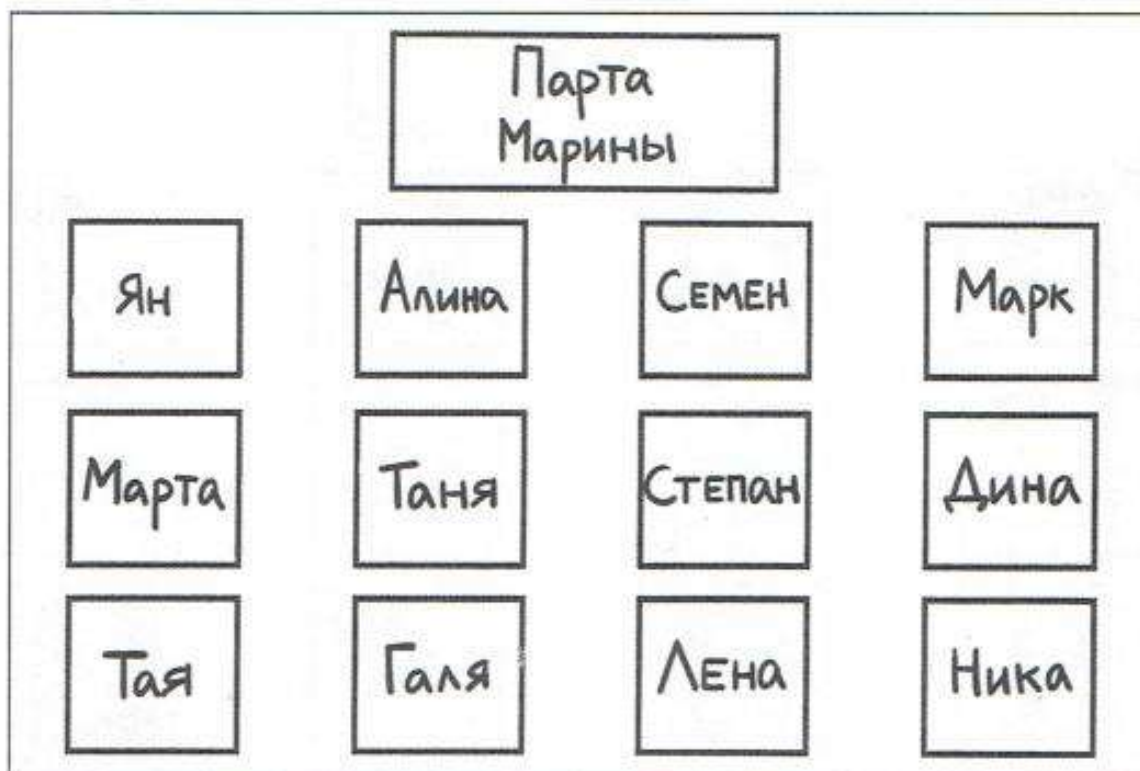 Парта
Марины
Ян Алина Семен Марк
Марта Таня Степан Дина
Тая Галя Лена Ника